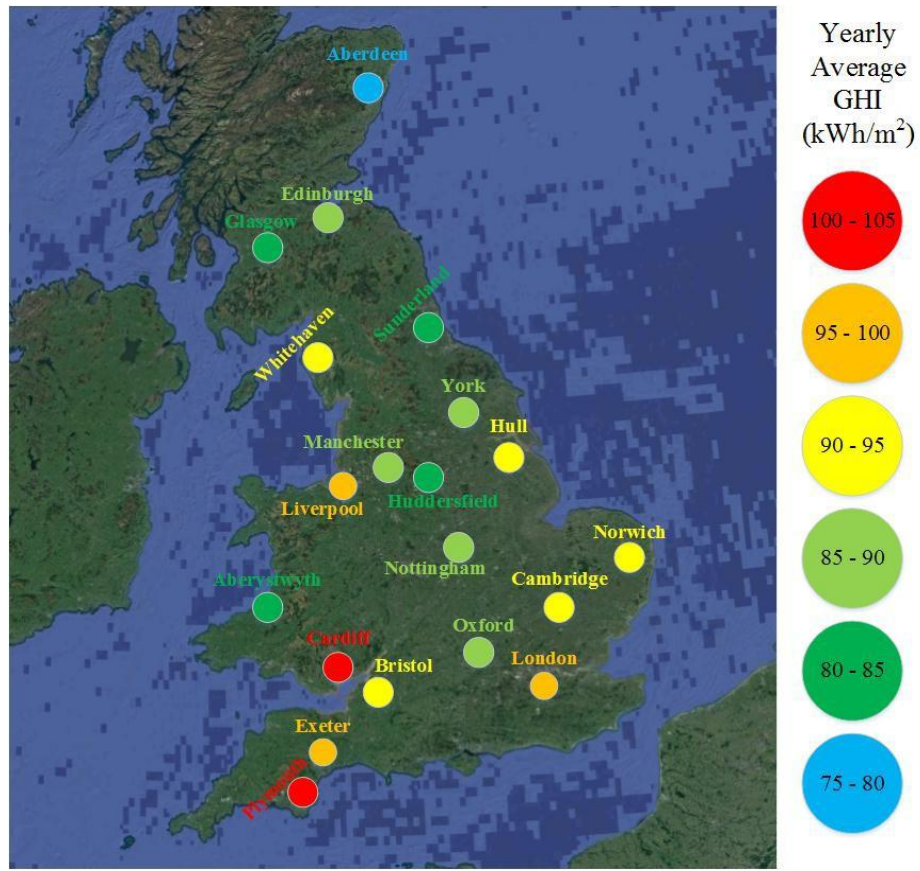 Yearly
Average
GHI
(kWh/m²)
100 - 105
95 - 100
90 - 95
85 - 90
80 - 85
75 - 80
Aberdeen
Edinburgh
Glasgow
Sunderland
Whitehaven
York
Hull
Manchester
Huddersfield
Liverpool
Norwich
Nottingham
Cambridge
Aberystwyth
Oxford
Cardiff
London
Bristol
Exeter
Plymouth